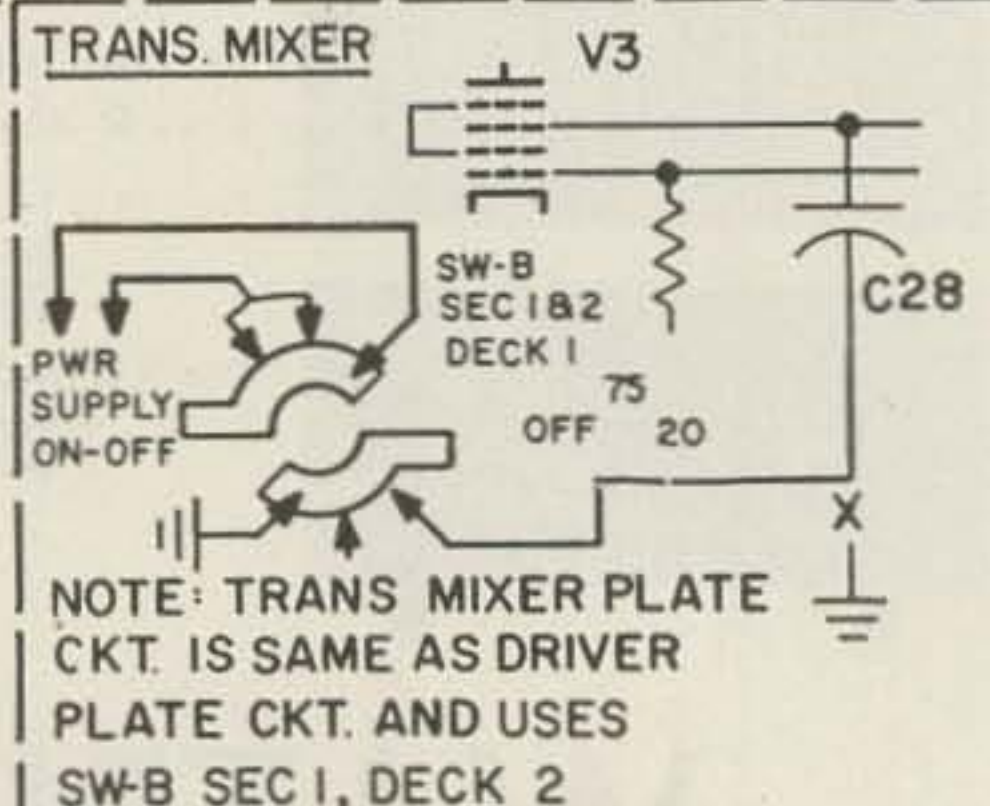 TRANS. MIXER
V3
SW-B
SEC 1 & 2
DECK 1
C28
PWR
SUPPLY
ON-OFF
75
OFF
20
X
NOTE: TRANS MIXER PLATE
CKT. IS SAME AS DRIVER
PLATE CKT. AND USES
SW-B SEC 1, DECK 2